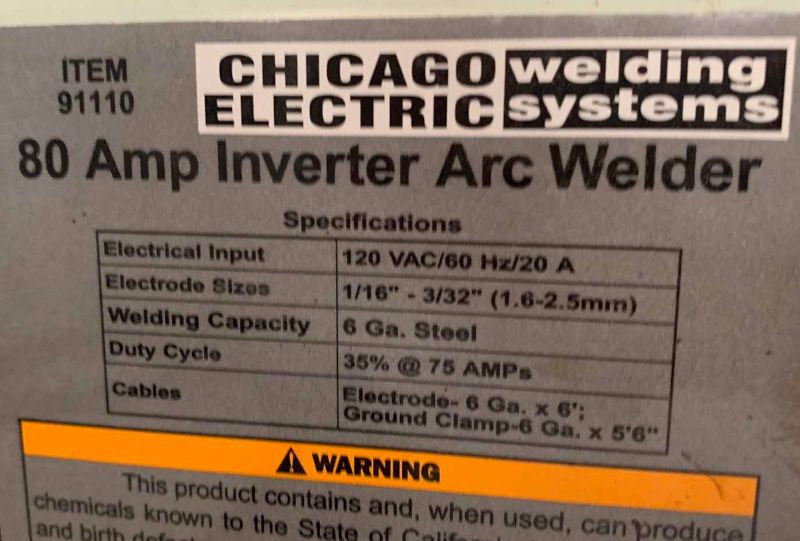 ITEM
91110
CHICAGO ELECTRIC welding systems
80 Amp Inverter Arc Welder
Specifications
Electrical Input 120 VAC/60 Hz/20 A
Electrode Sizes 1/16" - 3/32" (1.6-2.5mm)
Welding Capacity 6 Ga. Steel
Duty Cycle 35% @ 75 AMPs
Cables Electrode- 6 Ga. x 6';
Ground Clamp-6 Ga. x 5'6"
WARNING
This product contains and, when used, can produce
chemicals known to the State of California
and birth